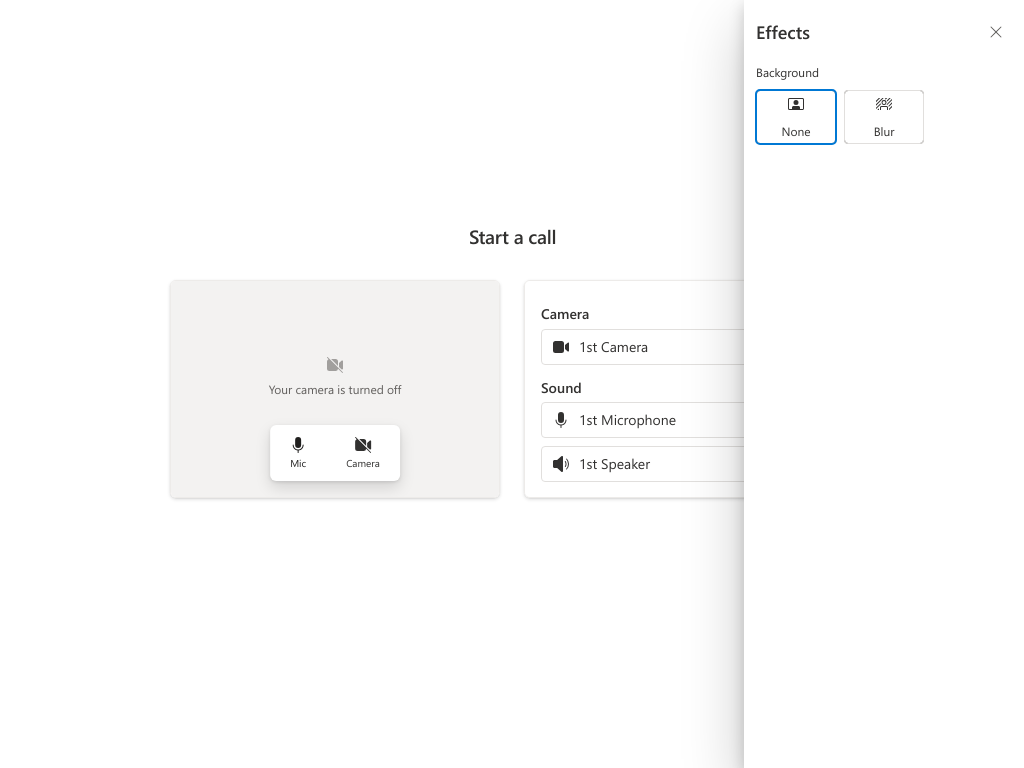 Effects
Background
None
Blur
Start a call
Your camera is turned off
Mic
Camera
Camera
1st Camera
Sound
1st Microphone
1st Speaker